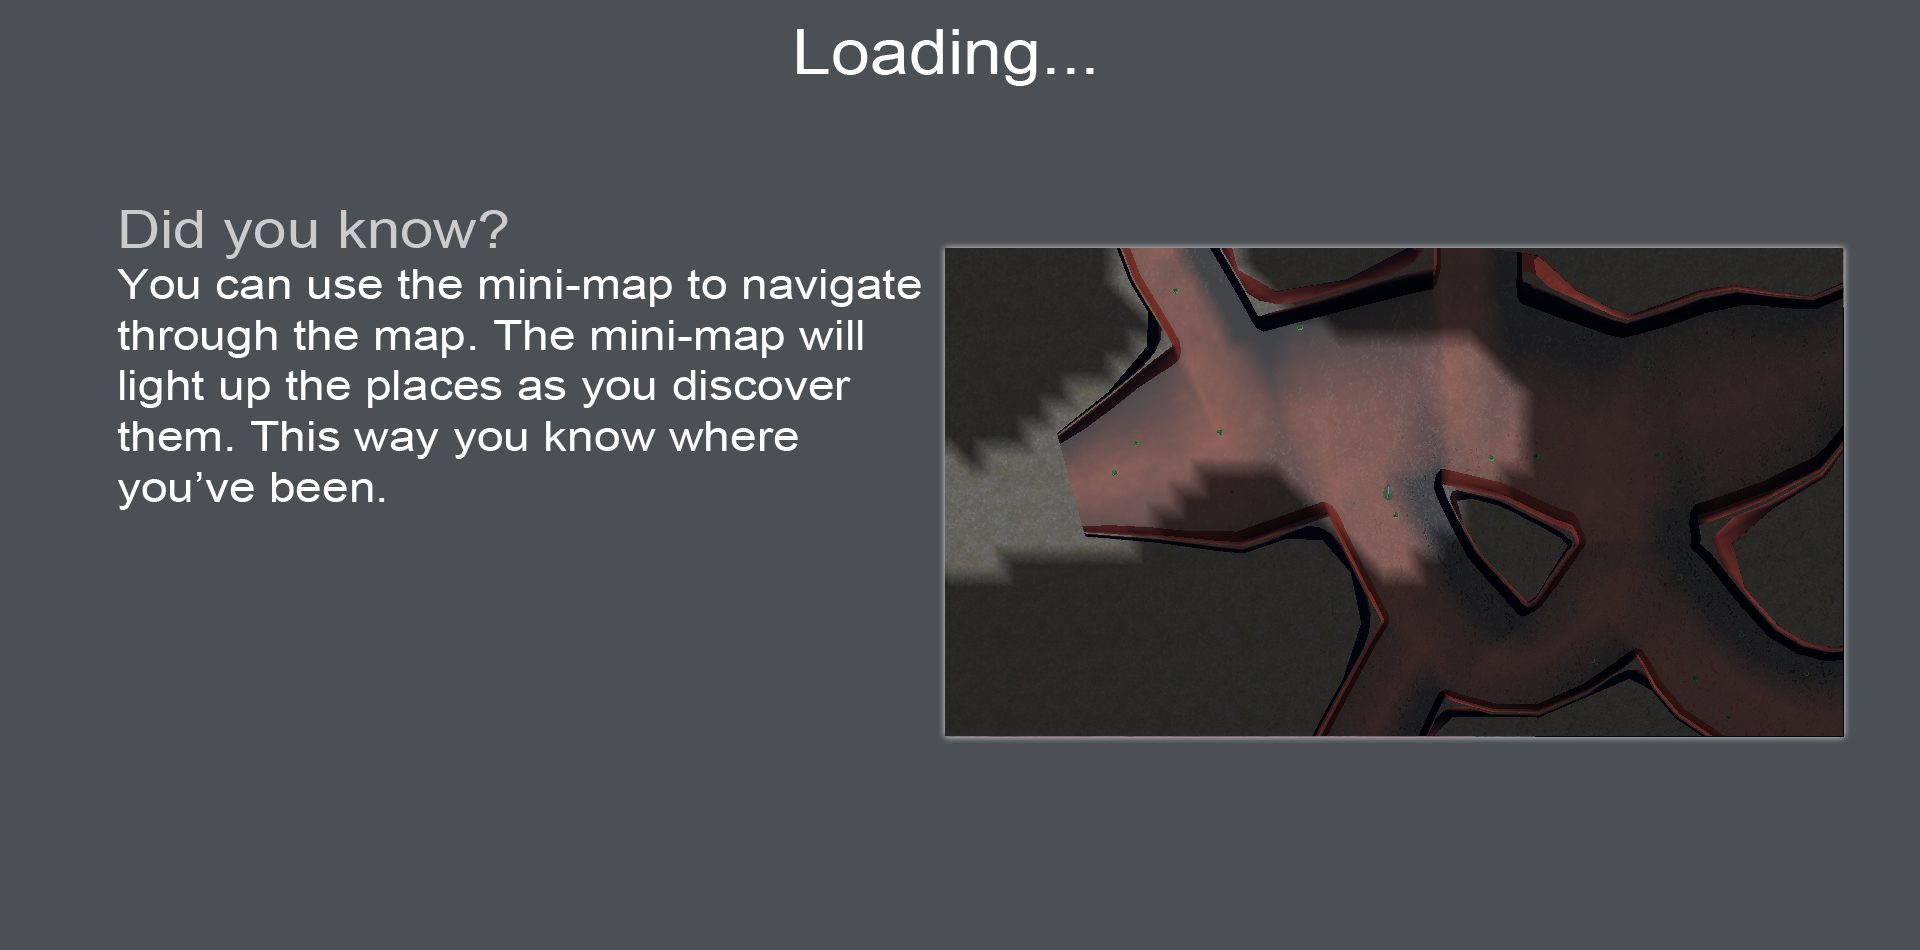 Loading...
Did you know?
You can use the mini-map to navigate
through the map. The mini-map will
light up the places as you discover
them. This way you know where
you’ve been.